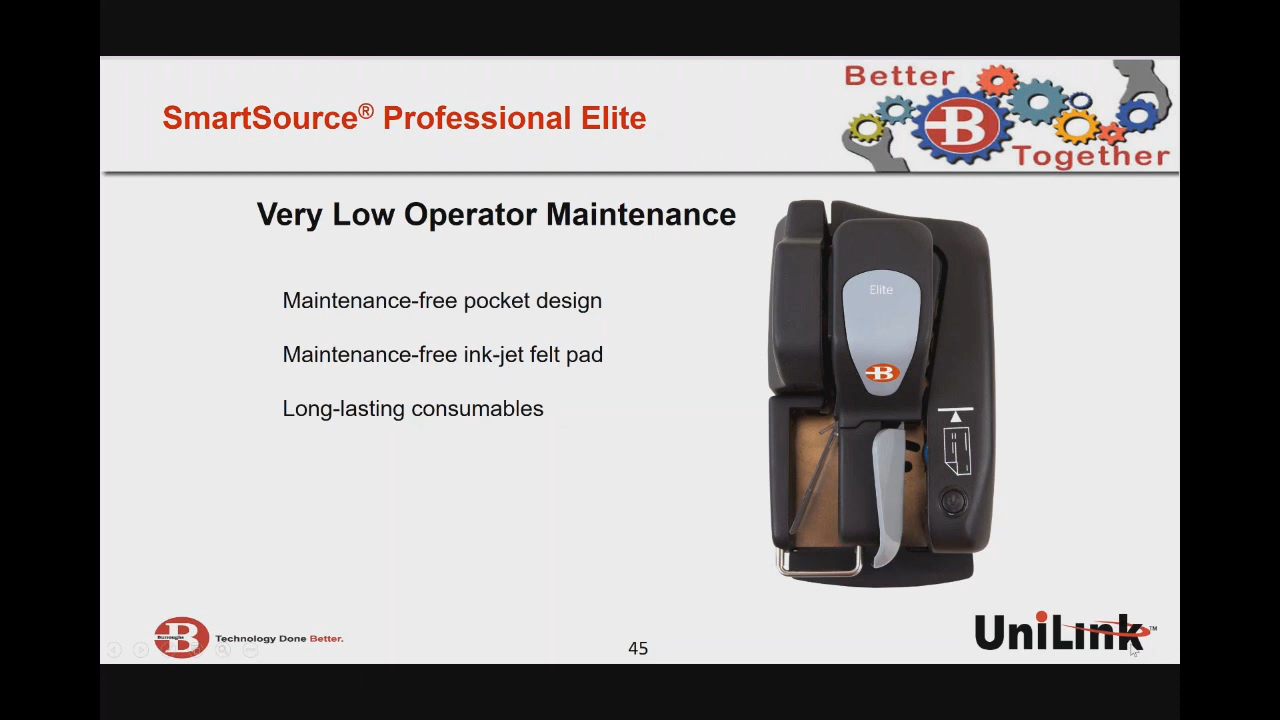 Better
Together
SmartSource® Professional Elite
Very Low Operator Maintenance
Maintenance-free pocket design
Maintenance-free ink-jet felt pad
Long-lasting consumables
Elite
B
B
Burroughs
Technology Done Better.
45
UniLink™